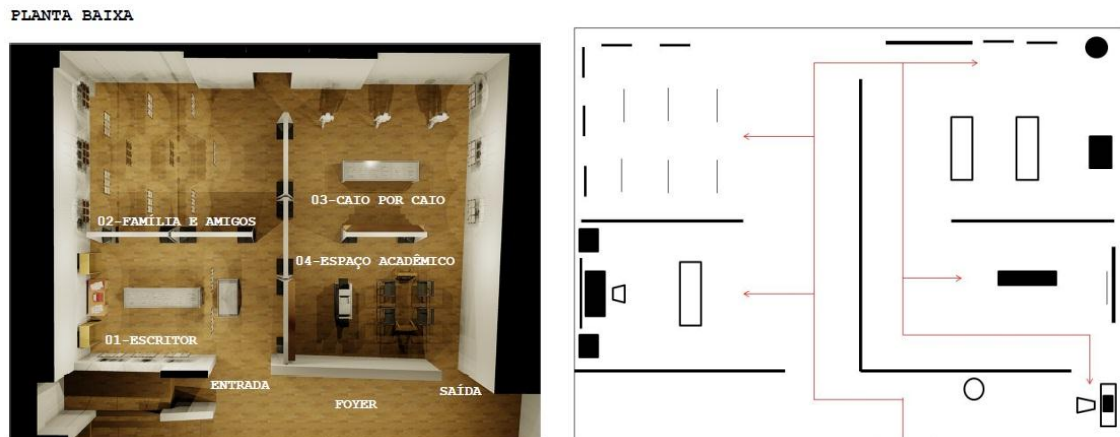 PLANTA BAIXA
02-FAMÍLIA E AMIGOS
03-CAIO POR CAIO
04-ESPAÇO ACADÊMICO
01-ESCRITOR
ENTRADA
FOYER
SAÍDA